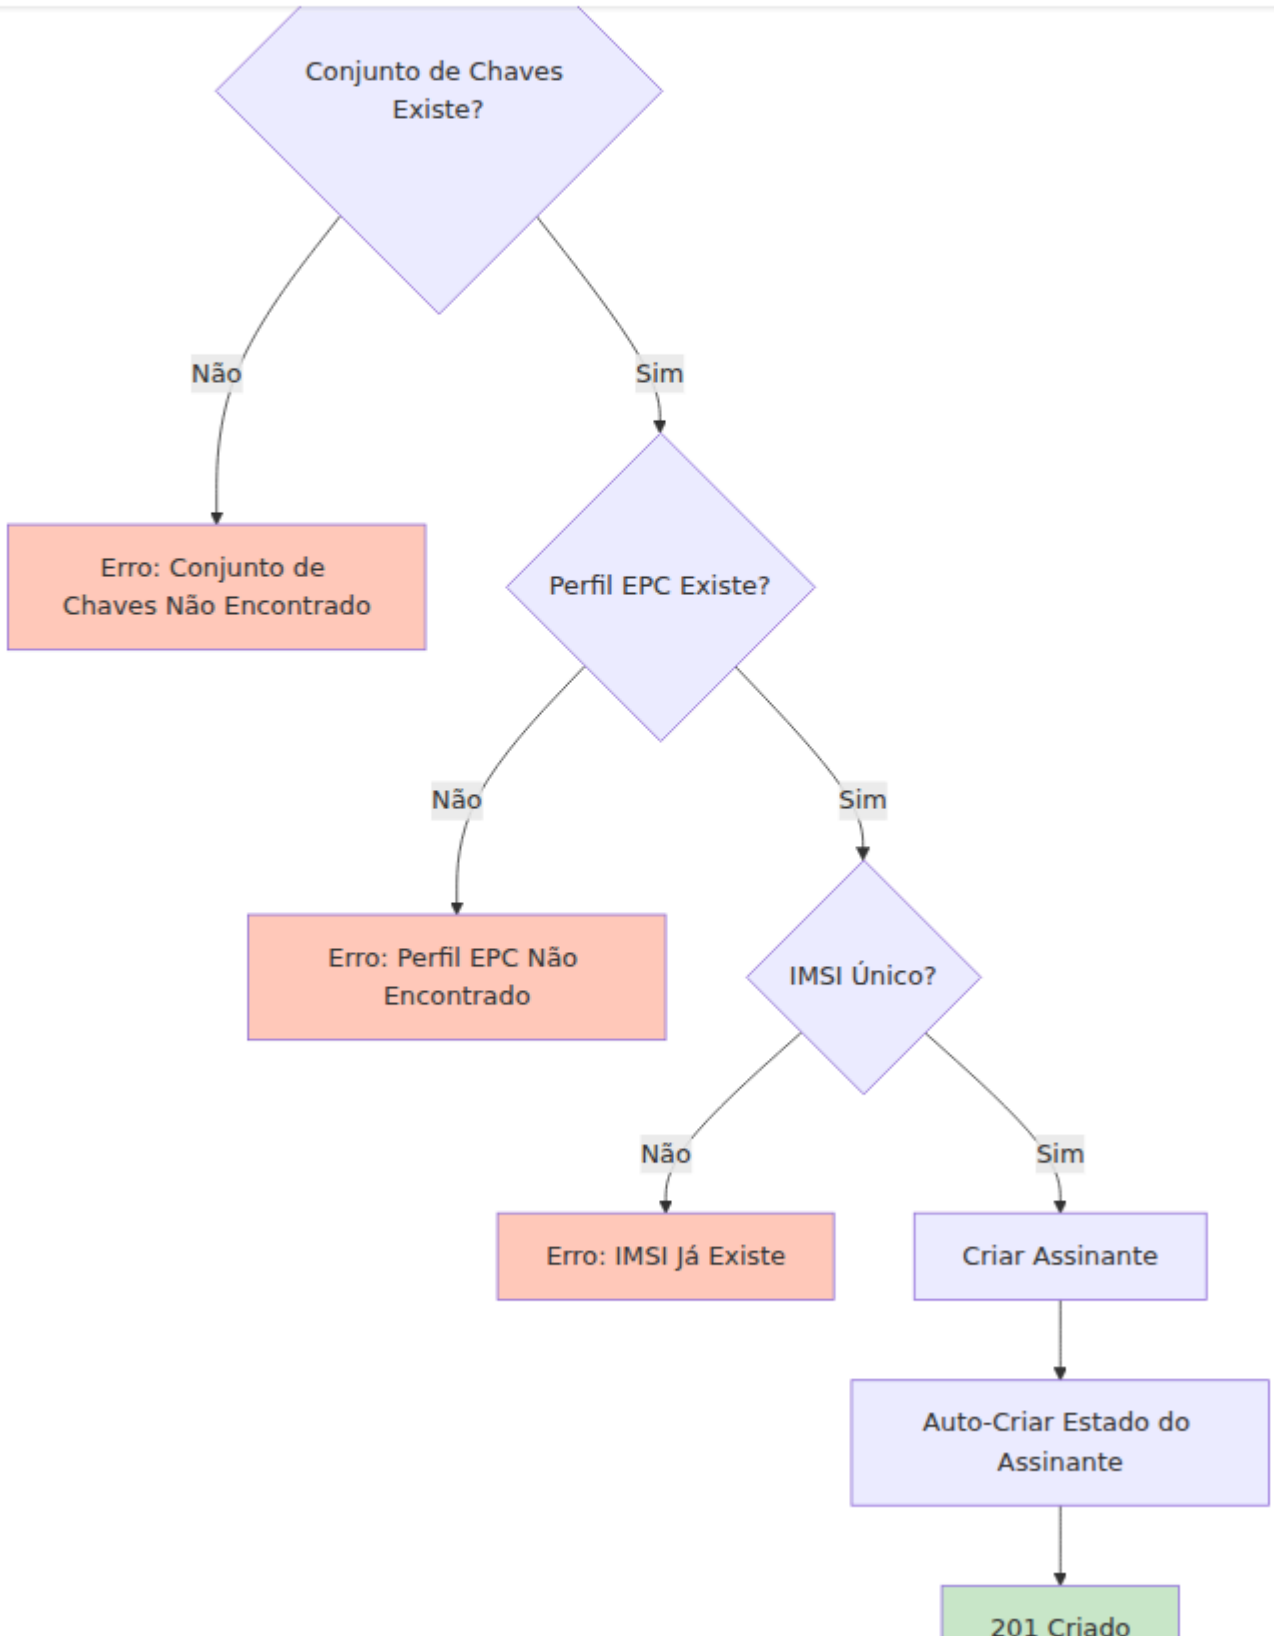 Conjunto de Chaves
Existe?
Não
Sim
Erro: Conjunto de
Chaves Não Encontrado
Perfil EPC Existe?
Não
Sim
Erro: Perfil EPC Não
Encontrado
IMSI Único?
Não
Sim
Erro: IMSI Já Existe
Criar Assinante
Auto-Criar Estado do
Assinante
201 Criado